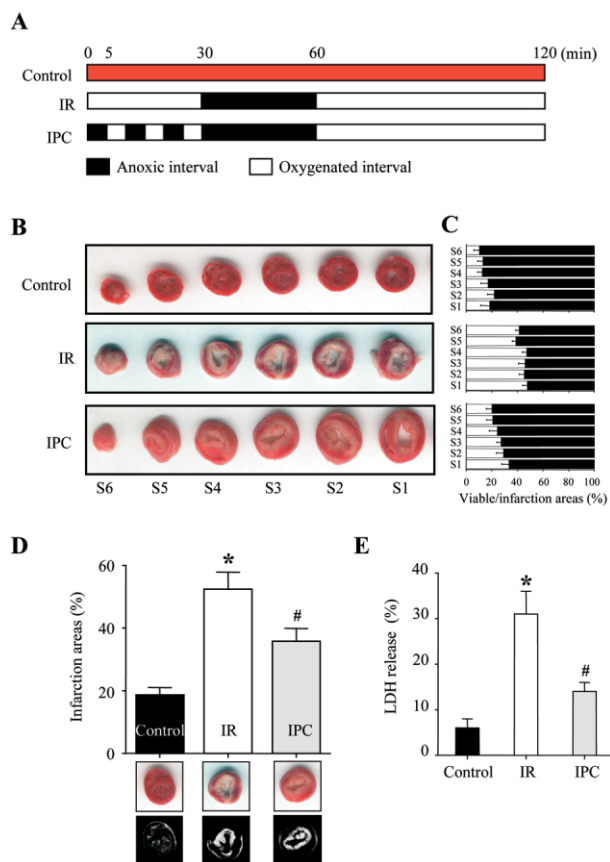 A
0 5 30 60 120 (min)
Control
IR
IPC
Anoxic interval Oxygenated interval
B
Control
IR
IPC
S6 S5 S4 S3 S2 S1
C
S6
S5
S4
S3
S2
S1
S6
S5
S4
S3
S2
S1
S6
S5
S4
S3
S2
S1
0 20 40 60 80 100
Viable/infarction areas (%)
D
Infarction areas (%)
60
40
20
0
*
#
Control IR IPC
E
LDH release (%)
40
30
20
10
0
*
#
Control IR IPC